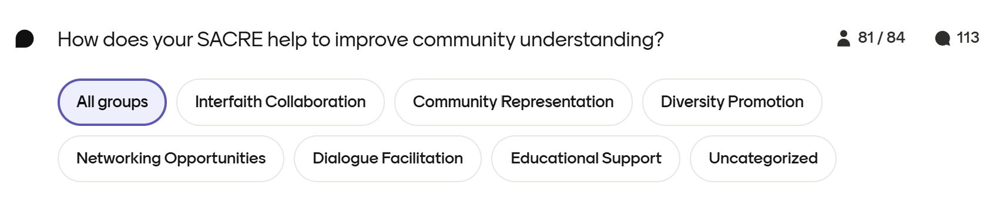 How does your SACRE help to improve community understanding? 81 / 84 113
All groups Interfaith Collaboration Community Representation Diversity Promotion
Networking Opportunities Dialogue Facilitation Educational Support Uncategorized